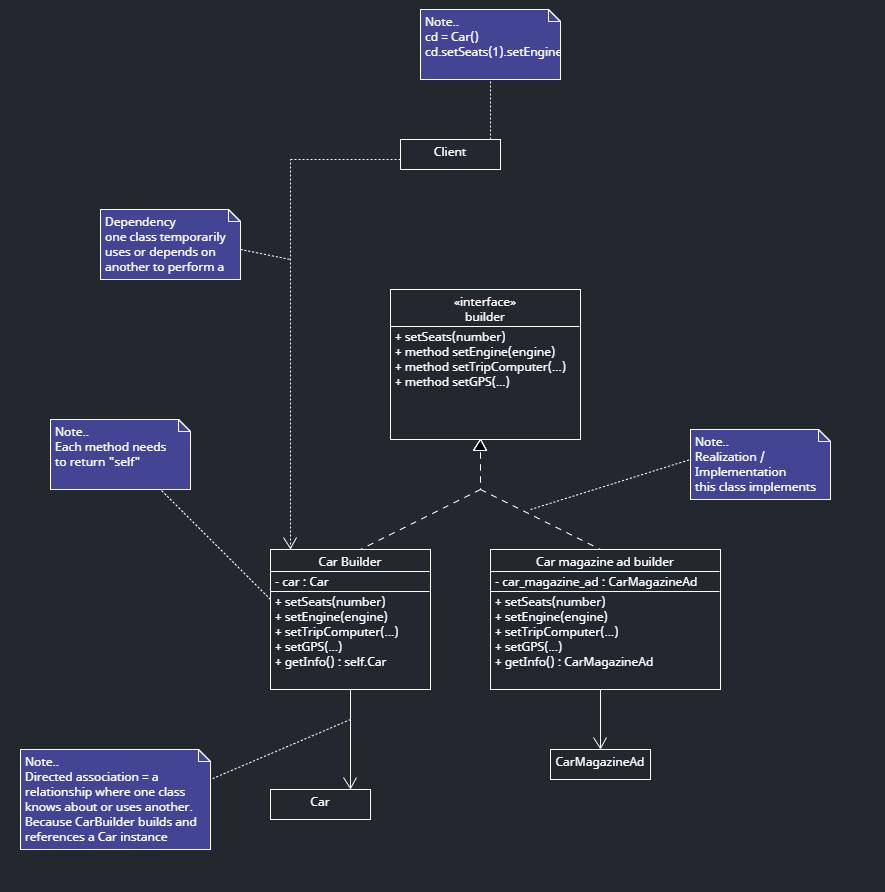 Note..
cd = Car()
cd.setSeats(1).setEngine
Client
Dependency
one class temporarily
uses or depends on
another to perform a
«interface»
builder
+ setSeats(number)
+ method setEngine(engine)
+ method setTripComputer(...)
+ method setGPS(...)
Note..
Each method needs
to return "self"
Note..
Realization /
Implementation
this class implements
Car Builder
- car : Car
+ setSeats(number)
+ setEngine(engine)
+ setTripComputer(...)
+ setGPS(...)
+ getInfo() : self.Car
Car magazine ad builder
- car_magazine_ad : CarMagazineAd
+ setSeats(number)
+ setEngine(engine)
+ setTripComputer(...)
+ setGPS(...)
+ getInfo() : CarMagazineAd
Note..
Directed association = a
relationship where one class
knows about or uses another.
Because CarBuilder builds and
references a Car instance
Car
CarMagazineAd